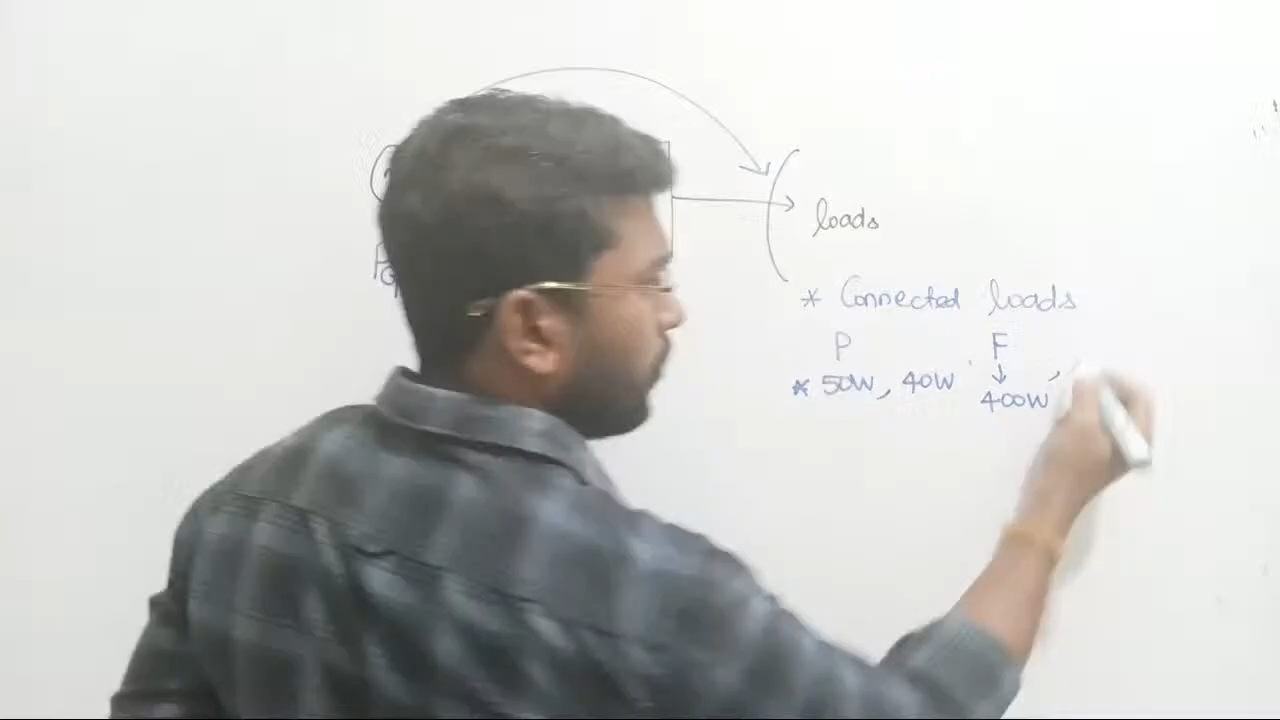 loads
* Connected loads
P F
↓
* 50W, 40W 400W,